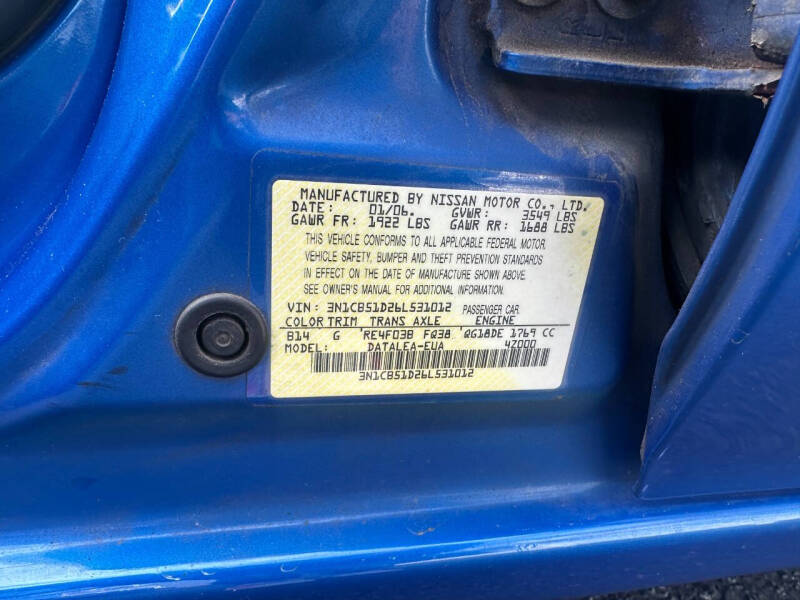 MANUFACTURED BY NISSAN MOTOR CO., LTD.
DATE: 01/06. GVWR: 3549 LBS
GAWR FR: 1922 LBS GAWR RR: 1688 LBS
THIS VEHICLE CONFORMS TO ALL APPLICABLE FEDERAL MOTOR
VEHICLE SAFETY, BUMPER AND THEFT PREVENTION STANDARDS
IN EFFECT ON THE DATE OF MANUFACTURE SHOWN ABOVE.
SEE OWNER'S MANUAL FOR ADDITIONAL INFORMATION.
VIN: 3N1CB51D26L531012 PASSENGER CAR
COLOR TRIM TRANS AXLE ENGINE
B14 G RE4F03B FQ38 QG18DE 1769 CC
MODEL: DATALEA-EUA 4Z000
3N1CB51D26L531012